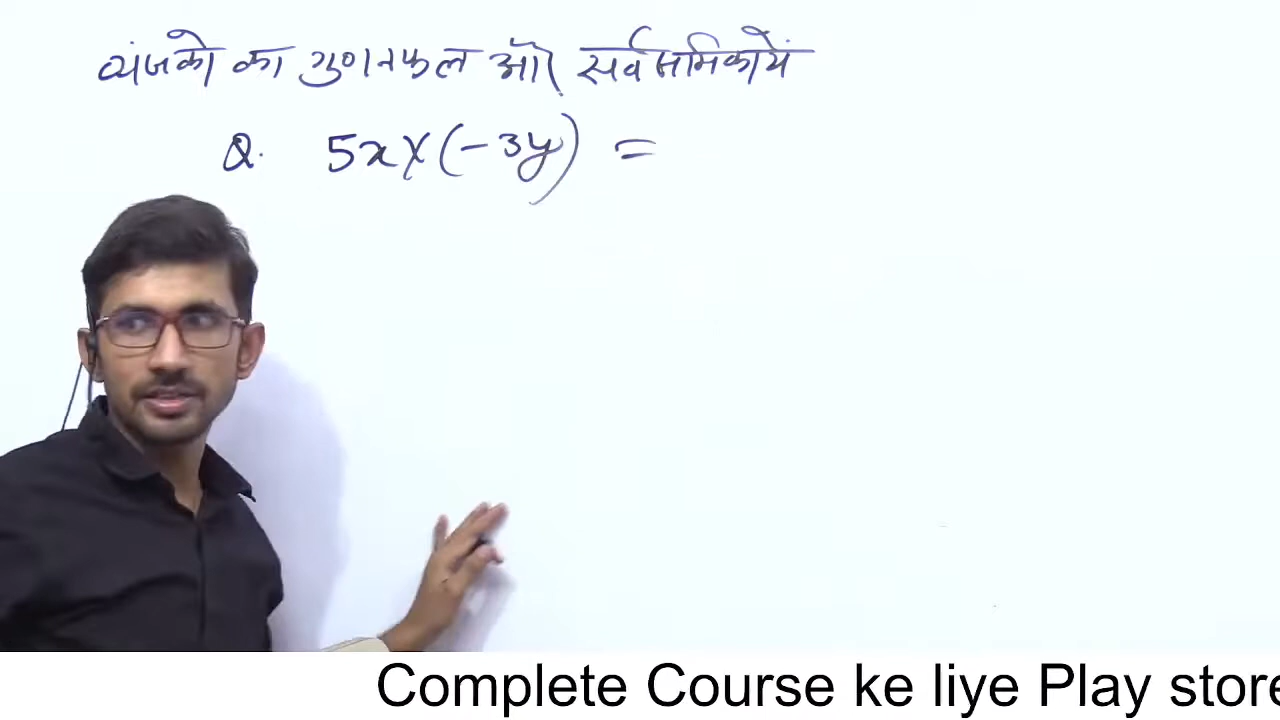 व्यंजको का गुणनफल और सर्वसमिकायें
Q. 5x×(-3y) =
Complete Course ke liye Play store